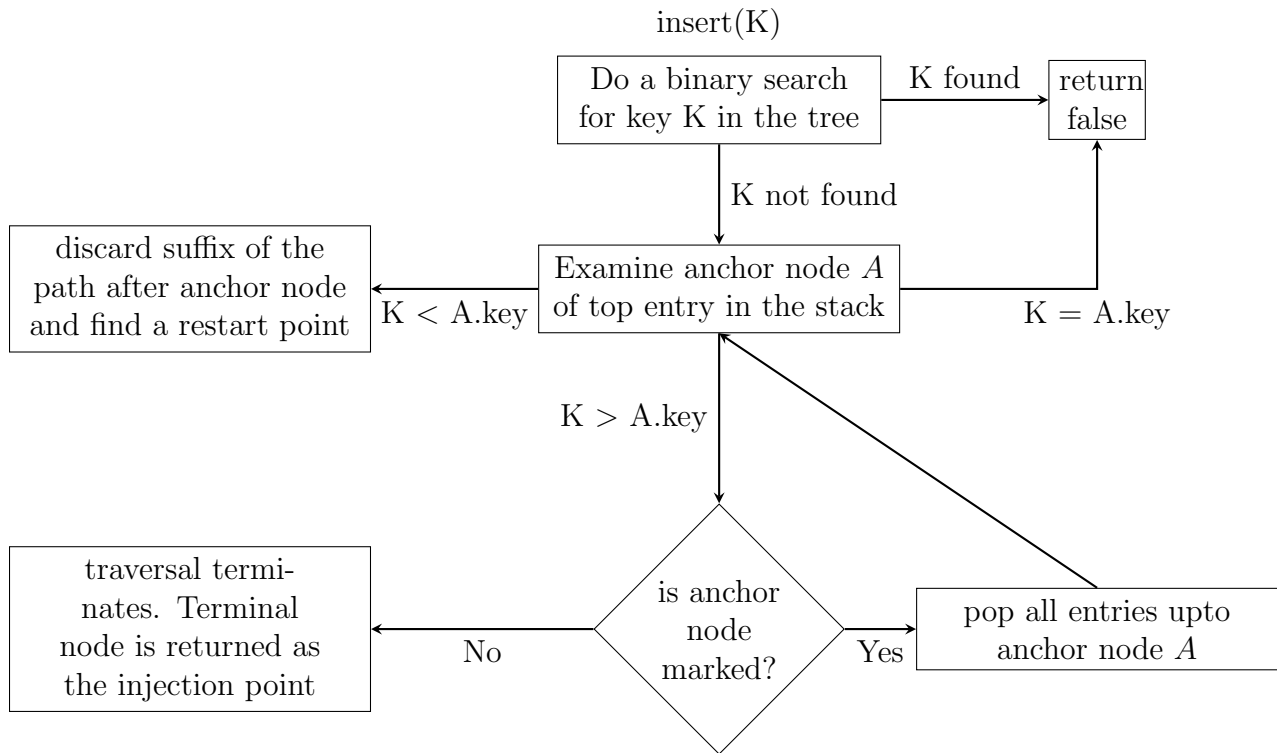 insert(K)
Do a binary search
for key K in the tree
K found
return
false
K not found
discard suffix of the
path after anchor node
and find a restart point
K < A.key
Examine anchor node A
of top entry in the stack
K = A.key
K > A.key
traversal termi-
nates. Terminal
node is returned as
the injection point
No
is anchor
node
marked?
Yes
pop all entries upto
anchor node A